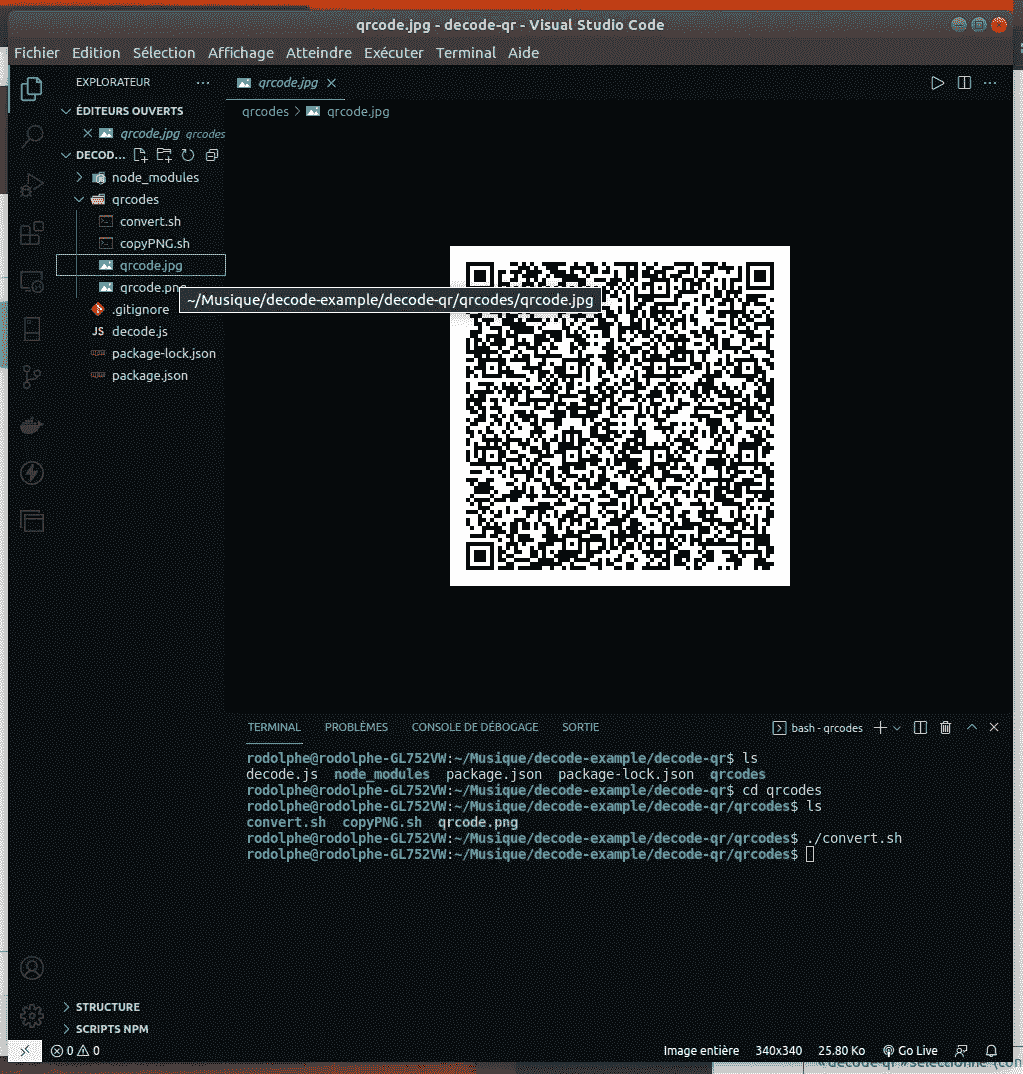 qrcode.jpg - decode-qr - Visual Studio Code
Fichier Edition Sélection Affichage Atteindre Exécuter Terminal Aide
EXPLORATEUR
qrcode.jpg
ÉDITEURS OUVERTS
qrcodes > qrcode.jpg
qrcode.jpg qrcodes
DECOD...
node_modules
qrcodes
convert.sh
copyPNG.sh
qrcode.jpg
qrcode.png
~/Musique/decode-example/decode-qr/qrcodes/qrcode.jpg
.gitignore
JS decode.js
package-lock.json
package.json
TERMINAL PROBLÈMES CONSOLE DE DÉBOGAGE SORTIE
bash - qrcodes
rodolphe@rodolphe-GL752VW:~/Musique/decode-example/decode-qr$ ls
decode.js node_modules package.json package-lock.json qrcodes
rodolphe@rodolphe-GL752VW:~/Musique/decode-example/decode-qr$ cd qrcodes
rodolphe@rodolphe-GL752VW:~/Musique/decode-example/decode-qr/qrcodes$ ls
convert.sh copyPNG.sh qrcode.png
rodolphe@rodolphe-GL752VW:~/Musique/decode-example/decode-qr/qrcodes$ ./convert.sh
rodolphe@rodolphe-GL752VW:~/Musique/decode-example/decode-qr/qrcodes$
STRUCTURE
SCRIPTS NPM
0 0
Image entière 340x340 25.80 Ko Go Live
« decode-qr » sélectionné (con